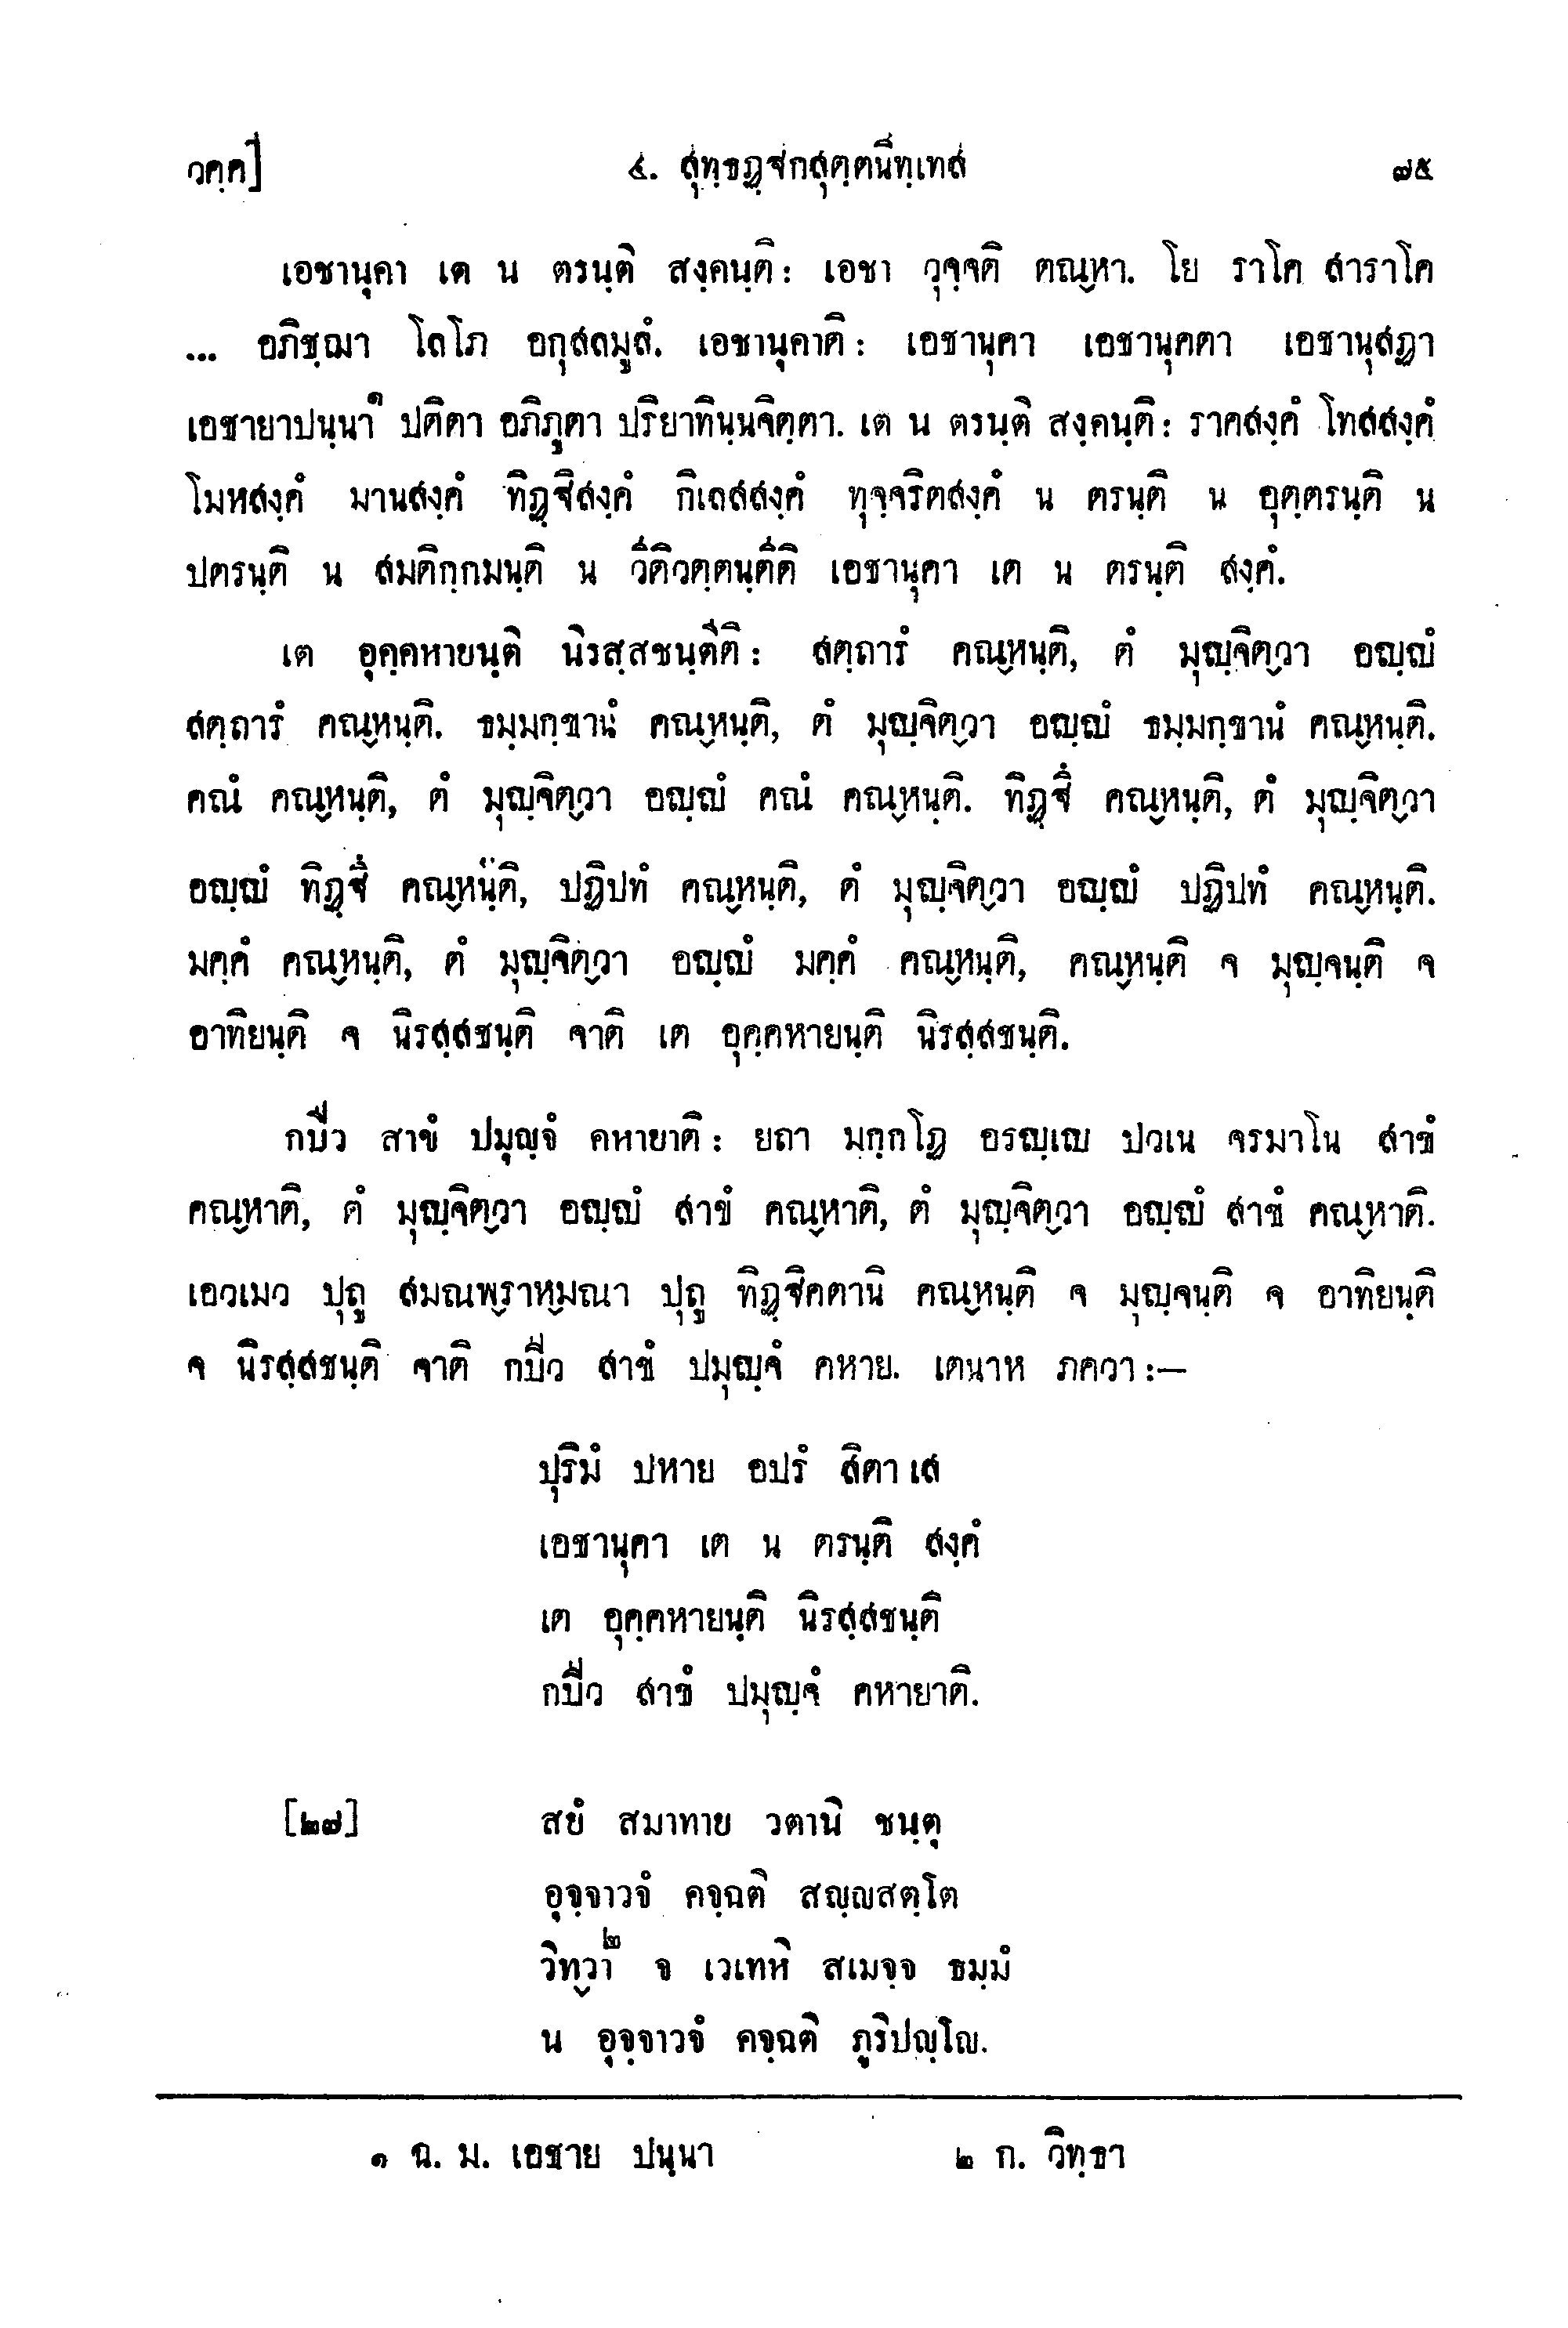 วคฺค]	๔. สุทฺธฏฺฐกสุตฺตนิทฺเทส	๗๕
เอชานุคา เต น ตรนฺติ สงฺคนฺติ: เอชา วุจฺจติ ตณฺหา. โย ราโค สาราโค
... อภิชฺฌา โลโภ อกุสลมูลํ. เอชานุคาติ: เอชานุคา เอชานุคตา เอชานุสฏา
เอชายาปนฺนา๑ ปติตา อภิภูตา ปริยาทินฺนจิตฺตา. เต น ตรนฺติ สงฺคนฺติ: ราคสงฺคํ โทสสงฺคํ
โมหสงฺคํ มานสงฺคํ ทิฏฺฐิสงฺคํ กิเลสสงฺคํ ทุจฺจริตสงฺคํ น ตรนฺติ น อุตฺตรนฺติ น
ปตรนฺติ น สมติกฺกมนฺติ น วีติวตฺตนฺตีติ เอชานุคา เต น ตรนฺติ สงฺคํ.
เต อุคฺคหายนฺติ นิรสฺสชนฺตีติ: สตฺถารํ คณฺหนฺติ, ตํ มุญฺจิตฺวา อญฺญํ
สตฺถารํ คณฺหนฺติ. ธมฺมกฺขานํ คณฺหนฺติ, ตํ มุญฺจิตฺวา อญฺญํ ธมฺมกฺขานํ คณฺหนฺติ.
คณํ คณฺหนฺติ, ตํ มุญฺจิตฺวา อญฺญํ คณํ คณฺหนฺติ. ทิฏฺฐึ คณฺหนฺติ, ตํ มุญฺจิตฺวา
อญฺญํ ทิฏฺฐึ คณฺหนฺติ, ปฏิปทํ คณฺหนฺติ, ตํ มุญฺจิตฺวา อญฺญํ ปฏิปทํ คณฺหนฺติ.
มคฺคํ คณฺหนฺติ, ตํ มุญฺจิตฺวา อญฺญํ มคฺคํ คณฺหนฺติ, คณฺหนฺติ จ มุญฺจนฺติ จ
อาทิยนฺติ จ นิรสฺสชนฺติ จาติ เต อุคฺคหายนฺติ นิรสฺสชนฺติ.
กปีว สาขํ ปมุญฺจํ คหายาติ: ยถา มกฺกโฏ อรญฺเญ ปวเน จรมาโน สาขํ
คณฺหาติ, ตํ มุญฺจิตฺวา อญฺญํ สาขํ คณฺหาติ, ตํ มุญฺจิตฺวา อญฺญํ สาขํ คณฺหาติ.
เอวเมว ปุถู สมณพฺราหฺมณา ปุถู ทิฏฺฐิคตานิ คณฺหนฺติ จ มุญฺจนฺติ จ อาทิยนฺติ
จ นิรสฺสชนฺติ จาติ กปีว สาขํ ปมุญฺจํ คหาย. เตนาห ภควา :—
ปุริมํ ปหาย อปรํ สิตา เส
เอชานุคา เต น ตรนฺติ สงฺคํ
เต อุคฺคหายนฺติ นิรสฺสชนฺติ
กปีว สาขํ ปมุญฺจํ คหายาติ.
[๒๗]	สยํ สมาทาย วตานิ ชนฺตุ
อุจฺจาวจํ คจฺฉติ สญฺญสตฺโต
วิทฺวา๒ จ เวเทหิ สเมจฺจ ธมฺมํ
น อุจฺจาวจํ คจฺฉติ ภูริปญฺโญ.
๑ ฉ. ม. เอชาย ปนฺนา	๒ ก. วิทฺธา